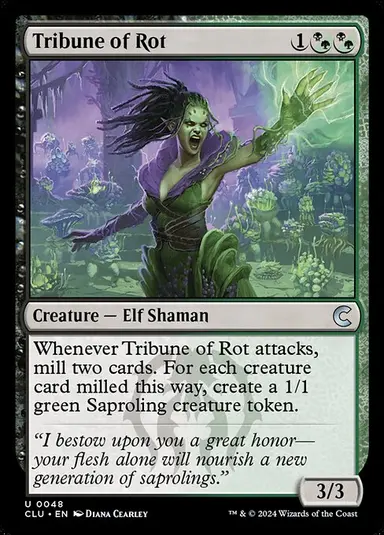 Tribune of Rot 1
Creature — Elf Shaman
Whenever Tribune of Rot attacks,
mill two cards. For each creature
card milled this way, create a 1/1
green Saproling creature token.
“I bestow upon you a great honor—
your flesh alone will nourish a new
generation of saprolings.”
3/3
U 0048
CLU • EN Diana Cearley
™ & © 2024 Wizards of the Coast